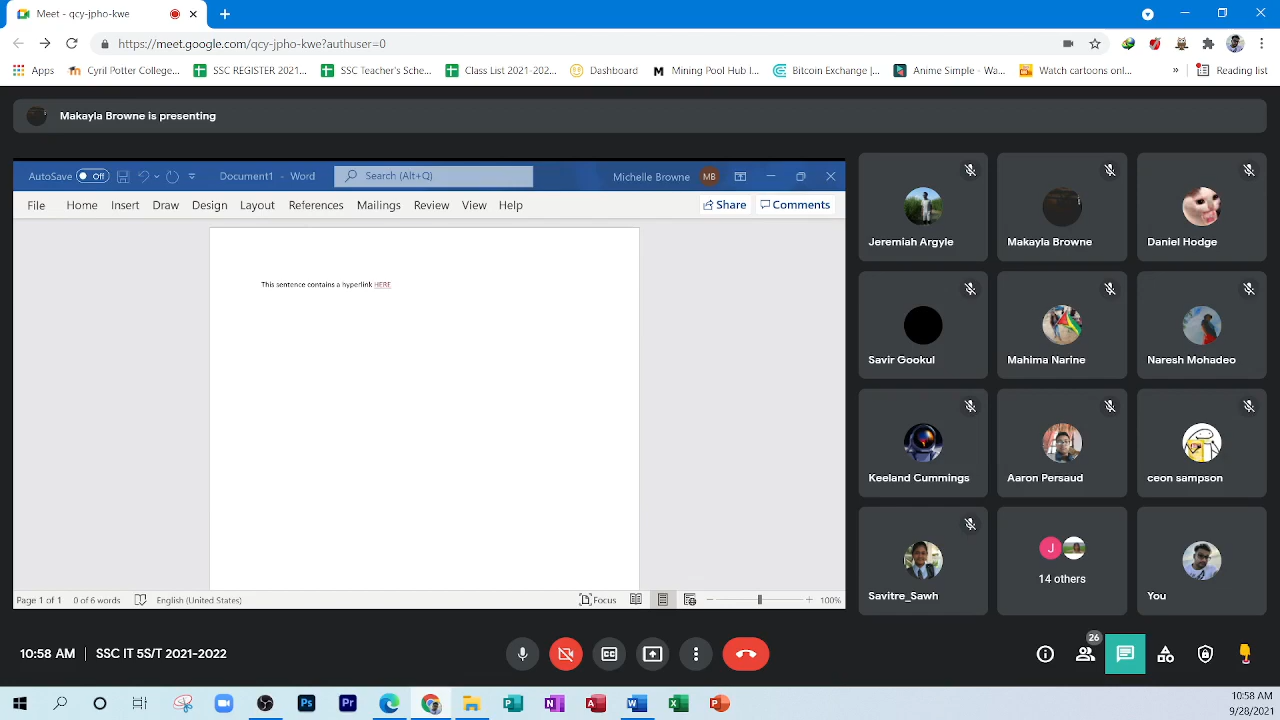 Meet - qcy-jpho-kwe
https://meet.google.com/qcy-jpho-kwe?authuser=0
Apps
Cyril Potter College...
SSC REGISTER 2021...
SSC Teacher's Sche...
Class List 2021-202...
Dashboard
Mining Pool Hub |...
Bitcoin Exchange |...
Anime Simple - Wa...
Watch cartoons onl...
»
Reading list
Makayla Browne is presenting
AutoSave Off
Document1 - Word
Search (Alt+Q)
Michelle Browne MB
File Home Insert Draw Design Layout References Mailings Review View Help
Share Comments
This sentence contains a hyperlink HERE
Page 1 of 1 0 of 6 words English (United States)
Focus
100%
Jeremiah Argyle
Makayla Browne
Daniel Hodge
Savir Gookul
Mahima Narine
Naresh Mohadeo
Keeland Cummings
Aaron Persaud
ceon sampson
Savitre_Sawh
J
14 others
You
10:58 AM | SSC IT 5S/T 2021-2022
CC
26
Ps
Pr
10:58 AM
9/28/2021